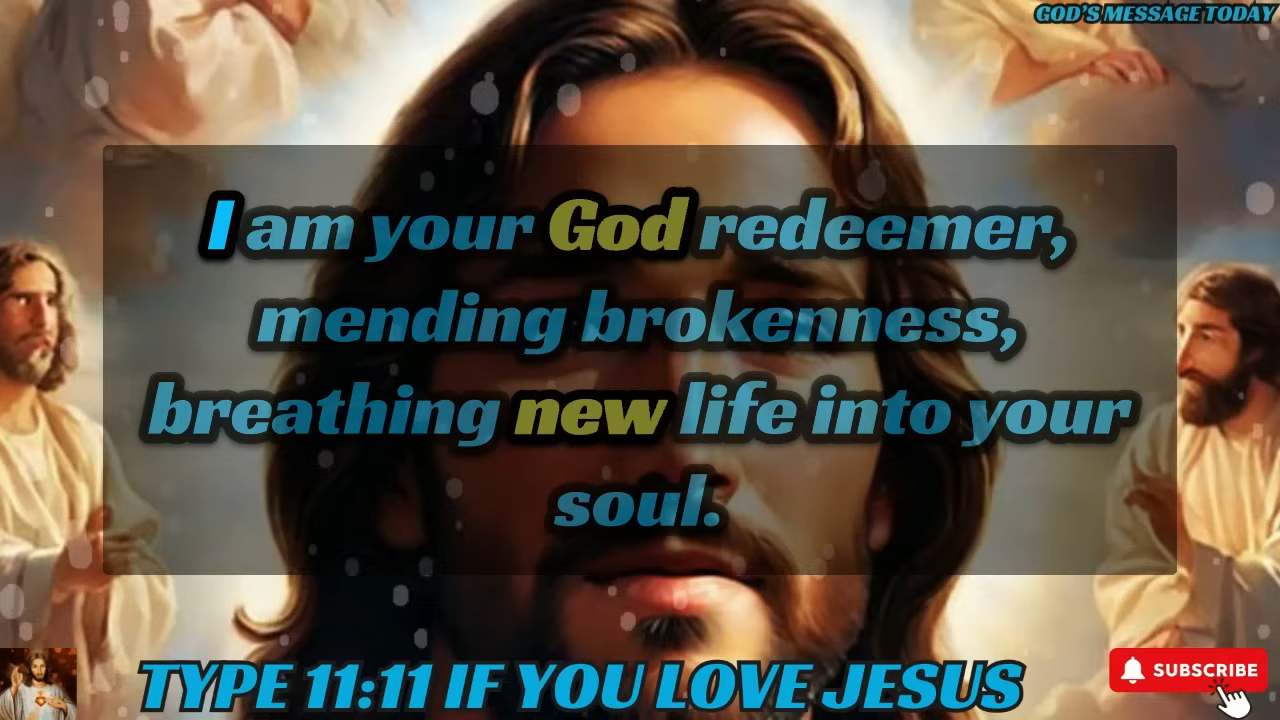 GOD'S MESSAGE TODAY
I am your God redeemer,
mending brokenness,
breathing new life into your
soul.
TYPE 11:11 IF YOU LOVE JESUS
SUBSCRIBE